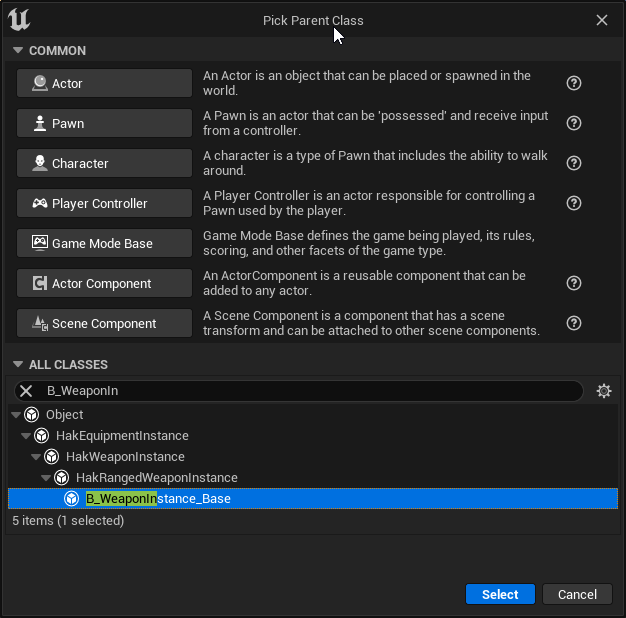 Pick Parent Class
COMMON
Actor
An Actor is an object that can be placed or spawned in the
world.
Pawn
A Pawn is an actor that can be 'possessed' and receive input
from a controller.
Character
A character is a type of Pawn that includes the ability to walk
around.
Player Controller
A Player Controller is an actor responsible for controlling a
Pawn used by the player.
Game Mode Base
Game Mode Base defines the game being played, its rules,
scoring, and other facets of the game type.
Actor Component
An ActorComponent is a reusable component that can be
added to any actor.
Scene Component
A Scene Component is a component that has a scene
transform and can be attached to other scene components.
ALL CLASSES
B_WeaponIn
Object
HakEquipmentInstance
HakWeaponInstance
HakRangedWeaponInstance
B_WeaponInstance_Base
5 items (1 selected)
Select
Cancel